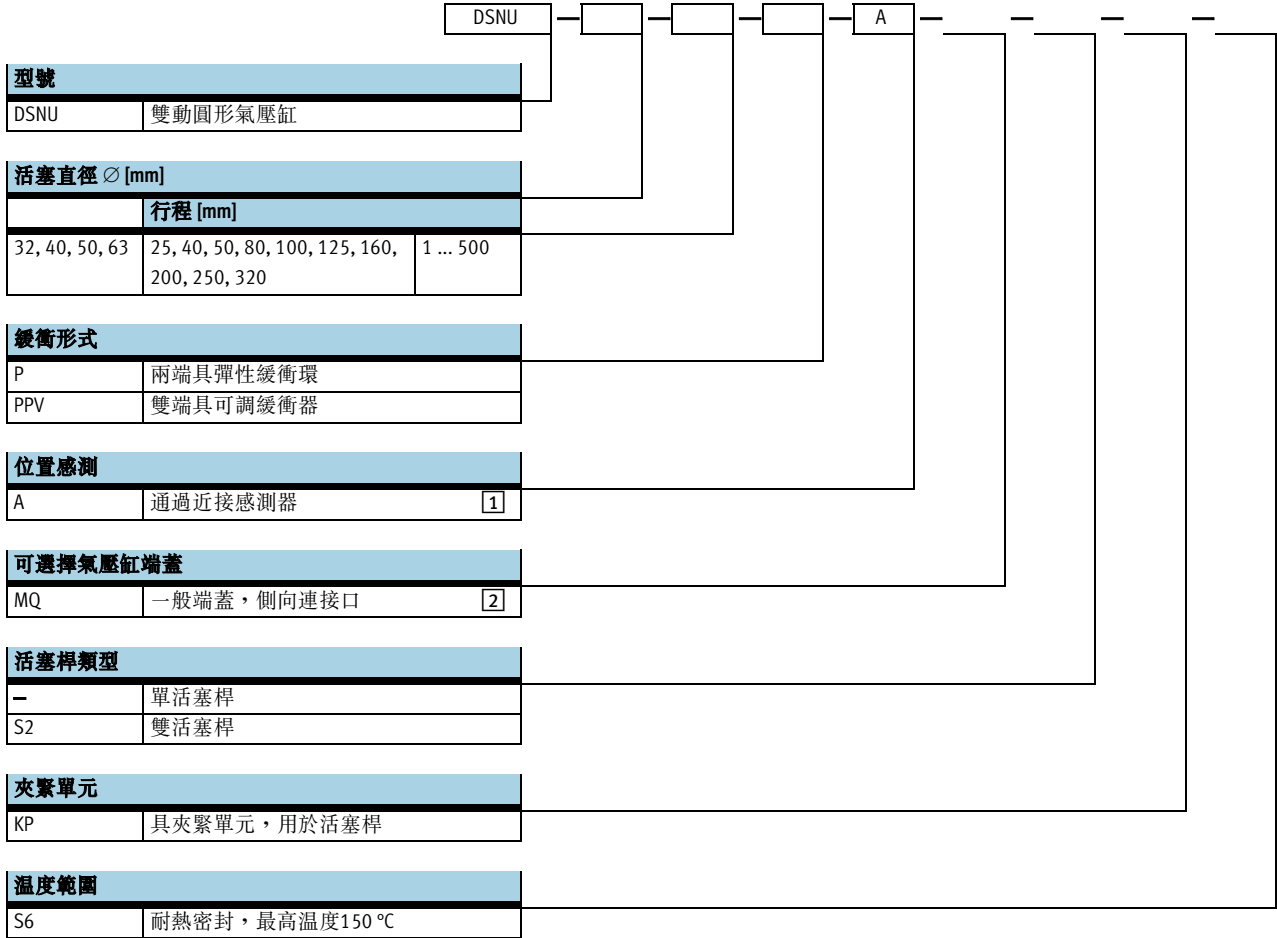 DSNU — — — — A — — — —
型號
DSNU 雙動圓形氣壓缸
活塞直徑 ∅ [mm]
行程 [mm]
32, 40, 50, 63 25, 40, 50, 80, 100, 125, 160, 1 ... 500
200, 250, 320
緩衝形式
P 兩端具彈性緩衝環
PPV 雙端具可調緩衝器
位置感測
A 通過近接感測器 1
可選擇氣壓缸端蓋
MQ 一般端蓋，側向連接口 2
活塞桿類型
– 單活塞桿
S2 雙活塞桿
夾緊單元
KP 具夾緊單元，用於活塞桿
温度範圍
S6 耐熱密封，最高温度150 °C